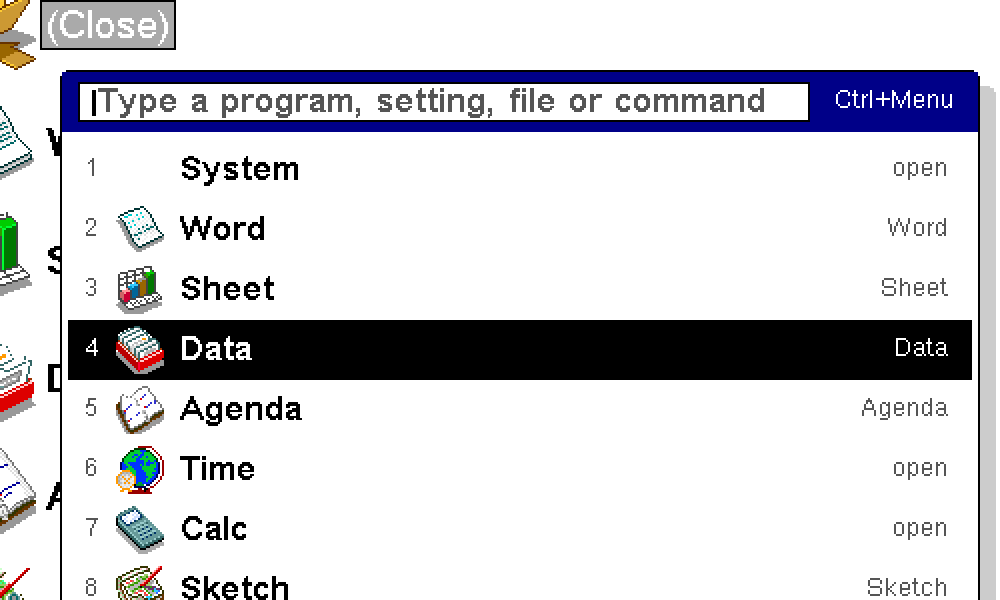 (Close)
Type a program, setting, file or command Ctrl+Menu
1 System open
2 Word Word
3 Sheet Sheet
4 Data Data
5 Agenda Agenda
6 Time open
7 Calc open
8 Sketch Sketch